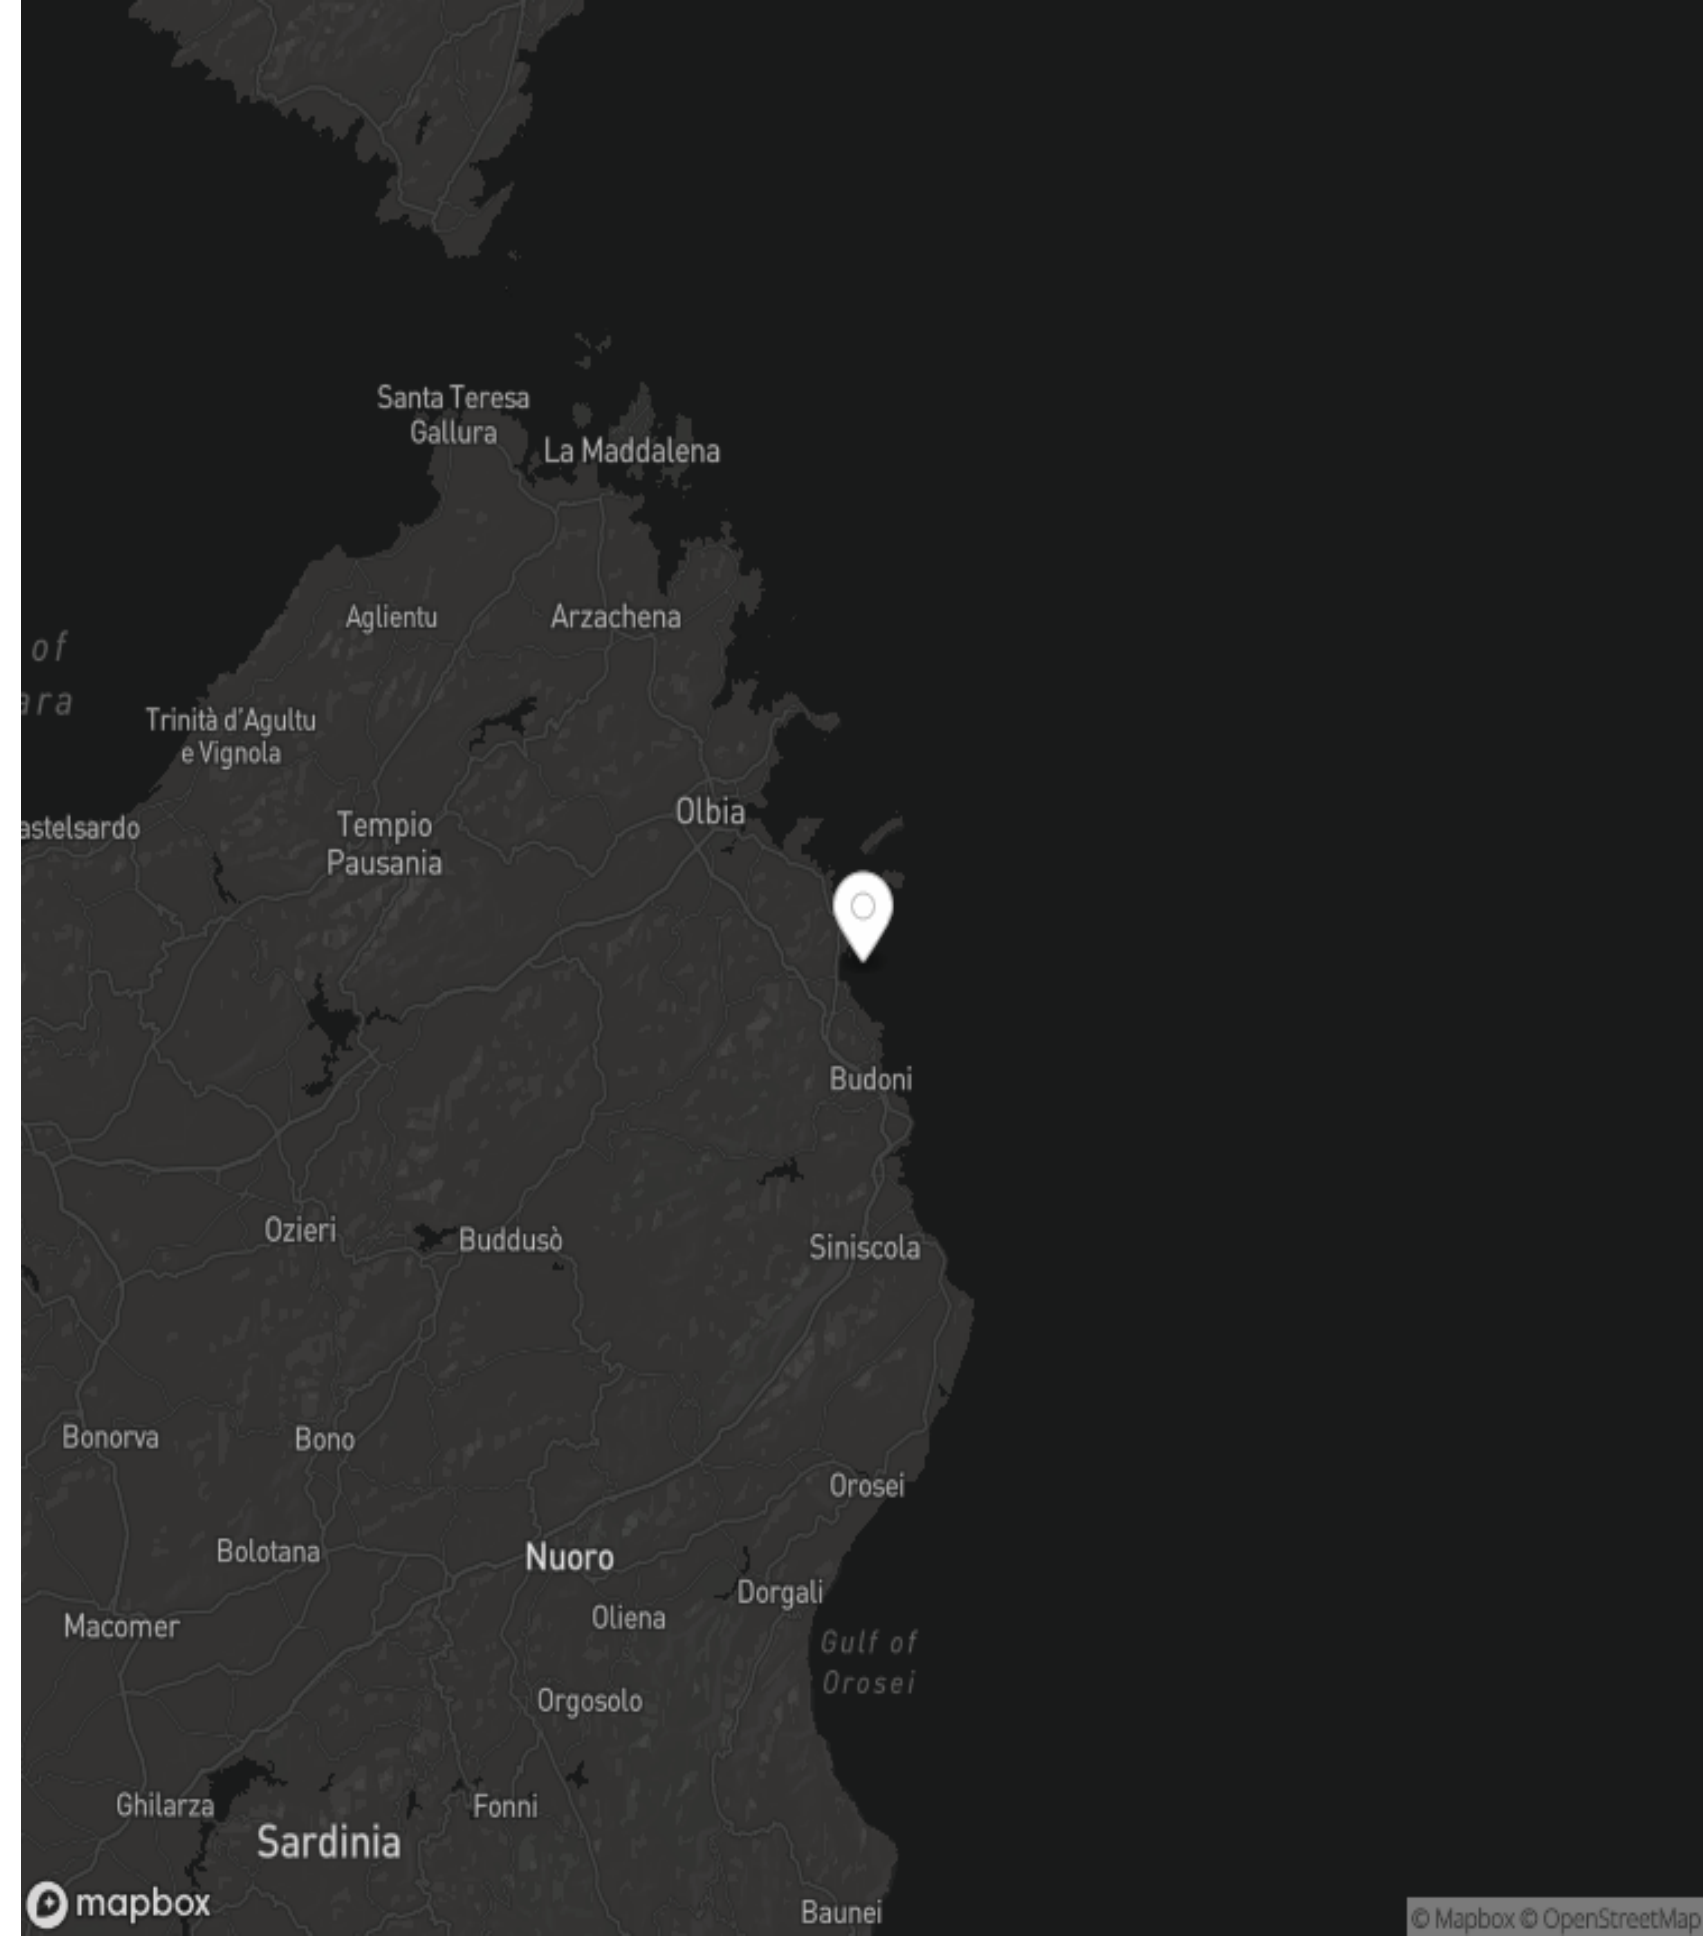 Santa Teresa
Gallura
La Maddalena
Aglientu
Arzachena
of
ara
Trinità d'Agultu
e Vignola
Olbia
astelsardo
Tempio
Pausania
Budoni
Ozieri
Buddusò
Siniscola
Bonorva
Bono
Orosei
Bolotana
Nuoro
Dorgali
Oliena
Macomer
Gulf of
Orosei
Orgosolo
Ghilarza
Fonni
Sardinia
mapbox
Baunei
© Mapbox © OpenStreetMap